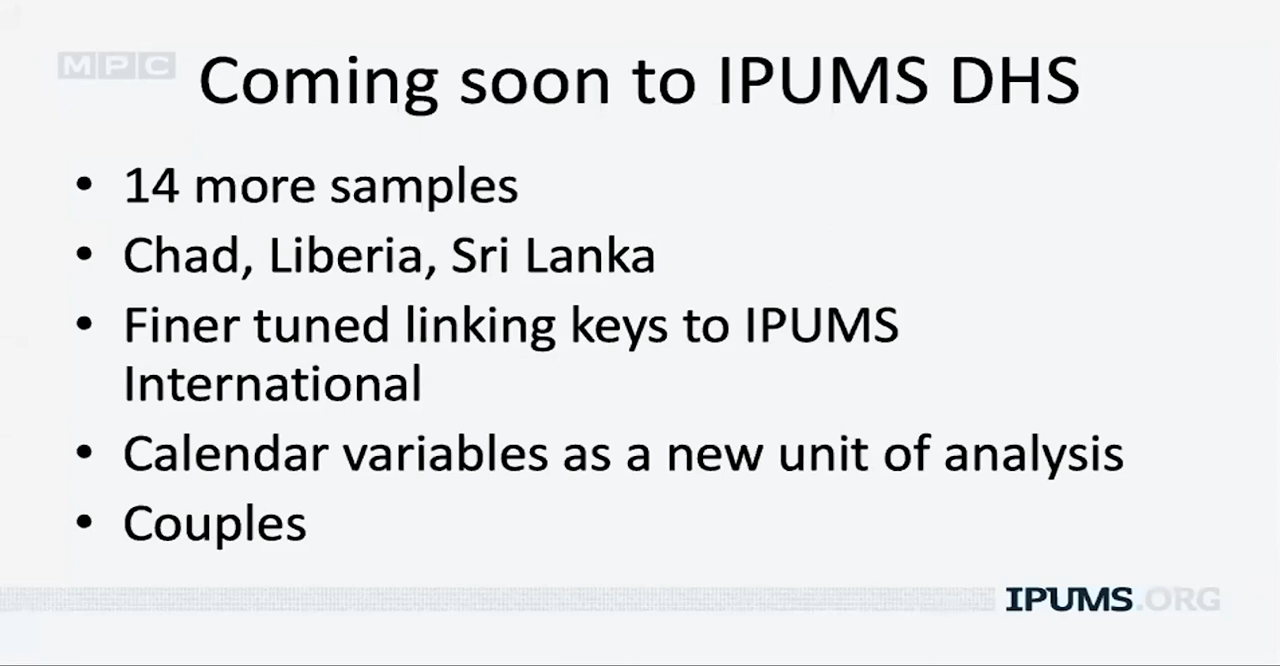 MPC
Coming soon to IPUMS DHS
• 14 more samples
• Chad, Liberia, Sri Lanka
• Finer tuned linking keys to IPUMS
International
• Calendar variables as a new unit of analysis
• Couples
IPUMS.ORG